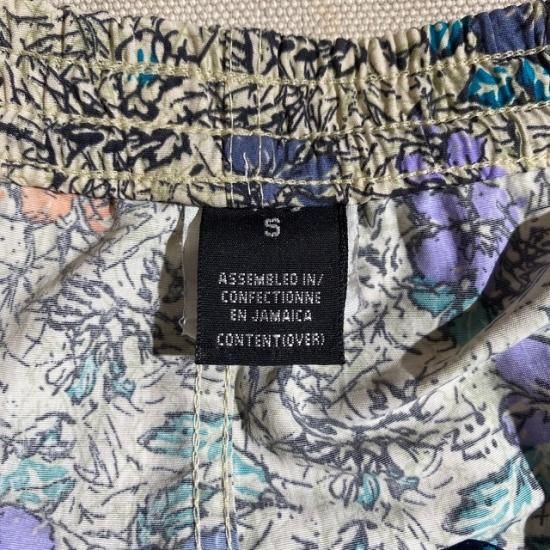 S
ASSEMBLED IN/
CONFECTIONNE
EN JAMAICA
CONTENT(OVER)